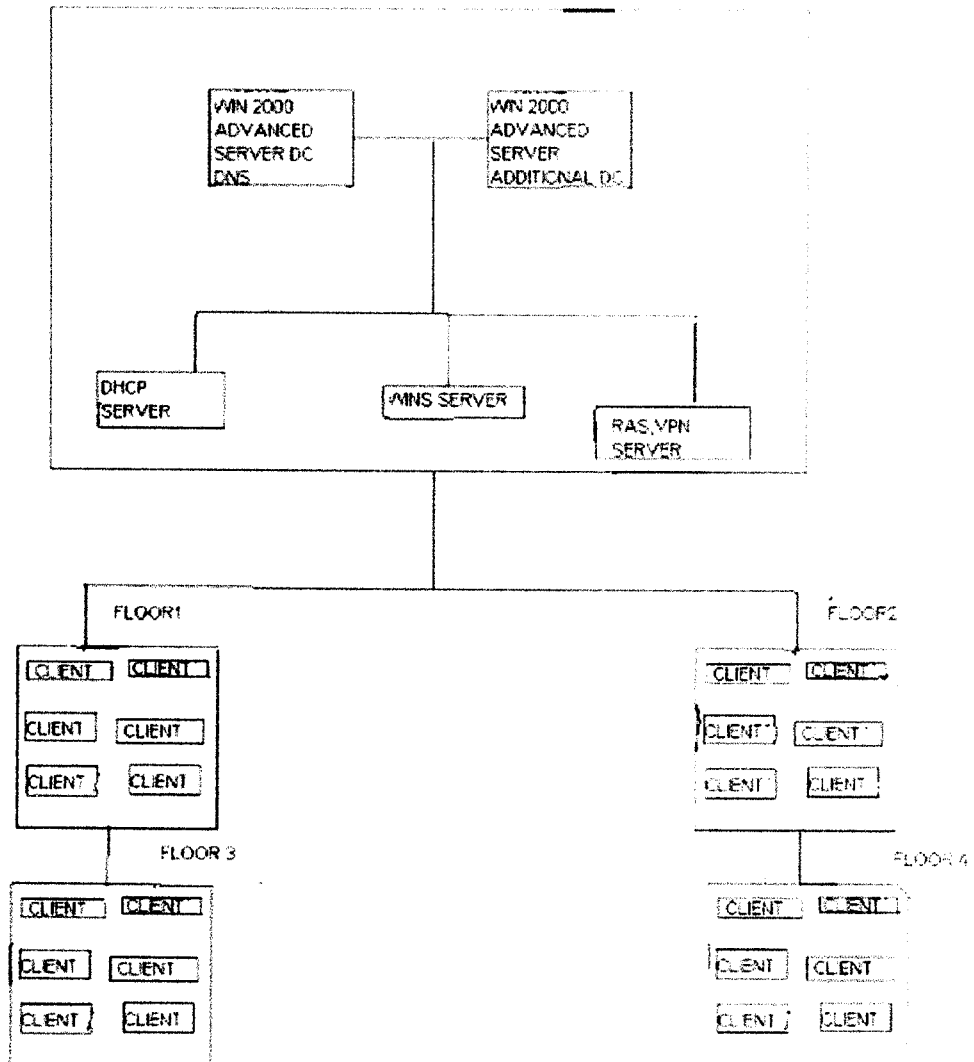 WIN 2000
ADVANCED
SERVER DC
DNS
WIN 2000
ADVANCED
SERVER
ADDITIONAL DC
DHCP
SERVER
WINS SERVER
RAS,VPN
SERVER
FLOOR1
FLOOR2
CLIENT CLIENT
CLIENT CLIENT
CLIENT CLIENT
CLIENT CLIENT
CLIENT CLIENT
CLIENT CLIENT
FLOOR 3
FLOOR 4
CLIENT CLIENT
CLIENT CLIENT
CLIENT CLIENT
CLIENT CLIENT
CLIENT CLIENT
CLIENT CLIENT